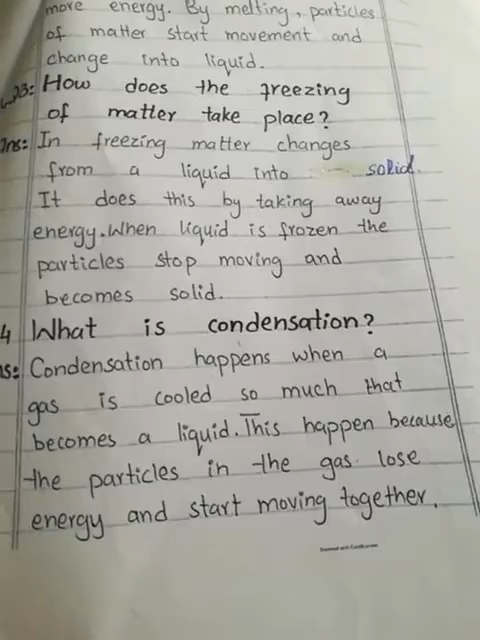 more energy. By melting, particles
of matter start movement and
change into liquid.
Q3: How does the freezing
of matter take place?
Ans: In freezing matter changes
from a liquid into solid.
It does this by taking away
energy. When liquid is frozen the
particles stop moving and
becomes solid.
4 What is condensation?
ns: Condensation happens when a
gas is cooled so much that
becomes a liquid. This happen because
the particles in the gas lose
energy and start moving together.